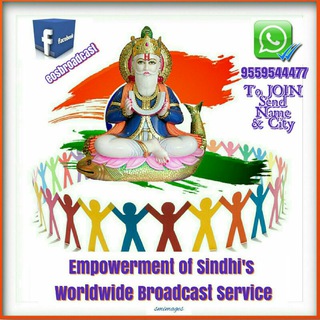 facebook
eosbroadcast
9559544477
To JOIN
Send
Name
& City
Empowerment of Sindhi's
Worldwide Broadcast Service